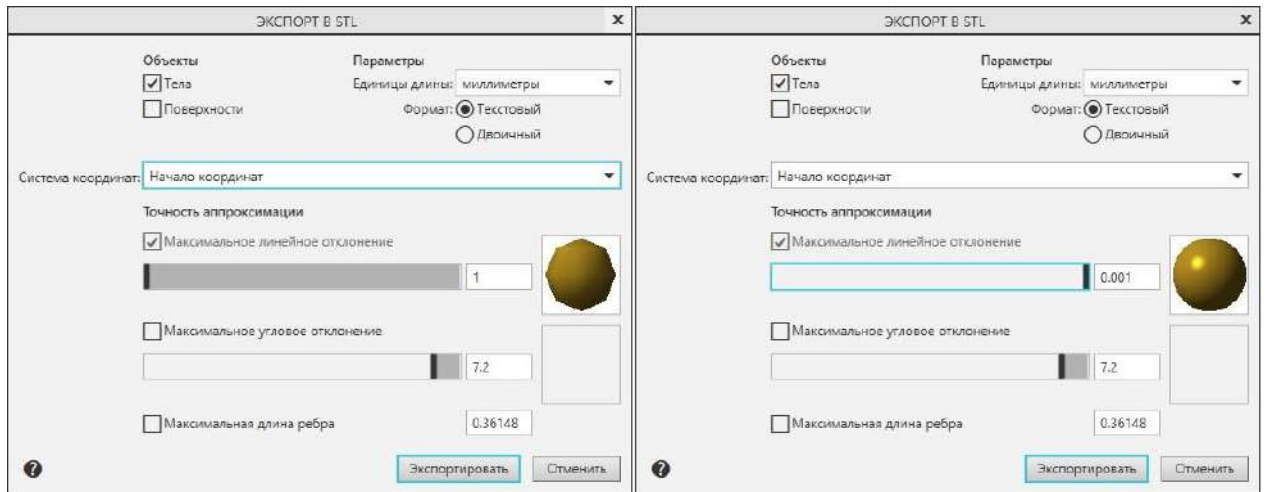 ЭКСПОРТ В STL
x
Объекты
Параметры
Тела
Единицы длины: миллиметры
Поверхности
Формат: Текстовый
Двоичный
Система координат: Начало координат
Точность аппроксимации
Максимальное линейное отклонение
1
Максимальное угловое отклонение
7.2
Максимальная длина ребра
0.36148
?
Экспортировать
Отменить
ЭКСПОРТ В STL
x
Объекты
Параметры
Тела
Единицы длины: миллиметры
Поверхности
Формат: Текстовый
Двоичный
Система координат: Начало координат
Точность аппроксимации
Максимальное линейное отклонение
0.001
Максимальное угловое отклонение
7.2
Максимальная длина ребра
0.36148
?
Экспортировать
Отменить